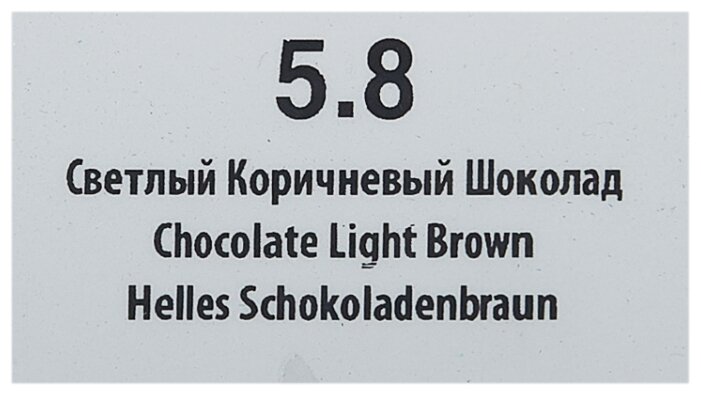 5.8
Светлый Коричневый Шоколад
Chocolate Light Brown
Helles Schokoladenbraun